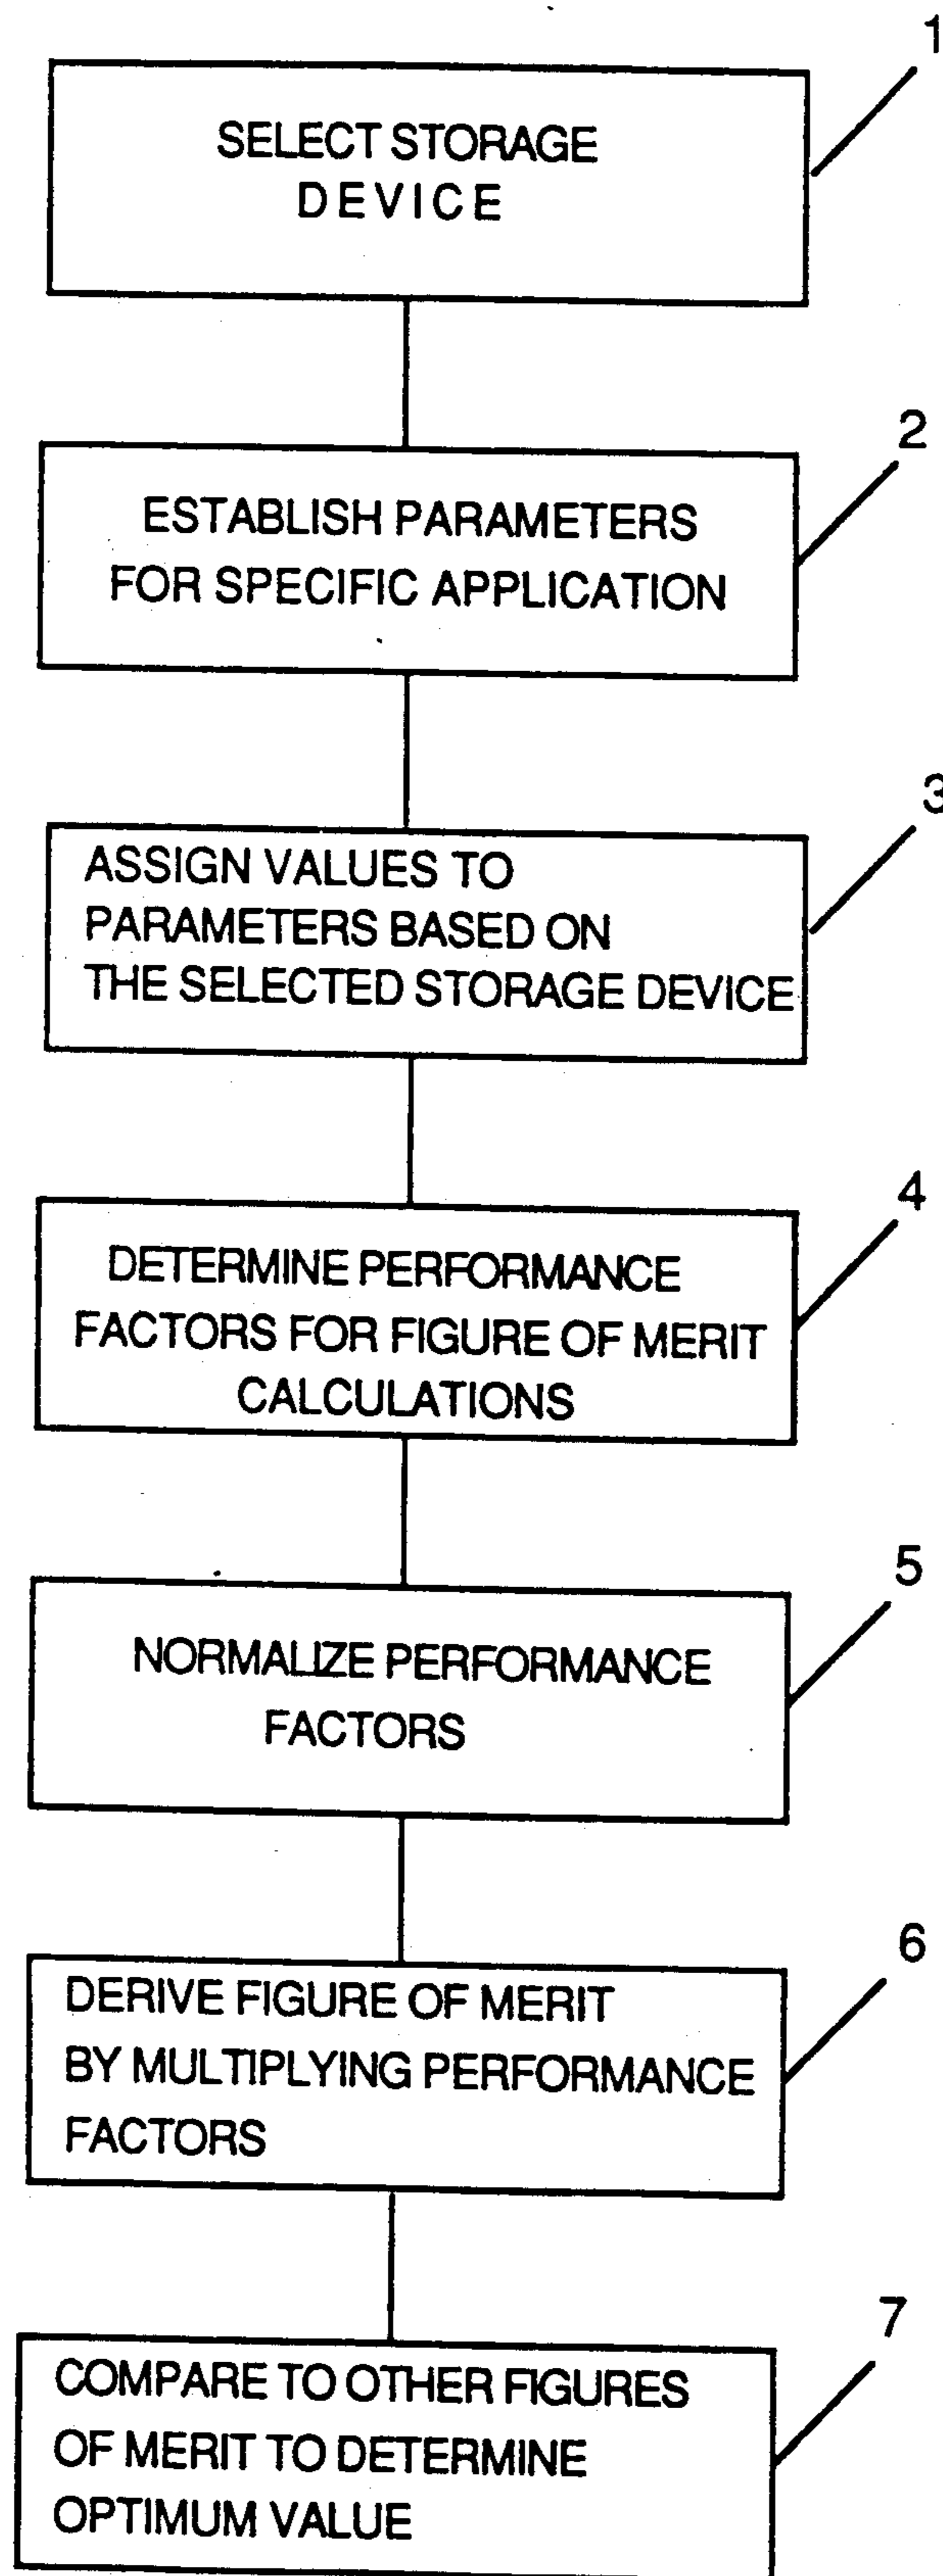 1
SELECT STORAGE
DEVICE
2
ESTABLISH PARAMETERS
FOR SPECIFIC APPLICATION
3
ASSIGN VALUES TO
PARAMETERS BASED ON
THE SELECTED STORAGE DEVICE
4
DETERMINE PERFORMANCE
FACTORS FOR FIGURE OF MERIT
CALCULATIONS
5
NORMALIZE PERFORMANCE
FACTORS
6
DERIVE FIGURE OF MERIT
BY MULTIPLYING PERFORMANCE
FACTORS
7
COMPARE TO OTHER FIGURES
OF MERIT TO DETERMINE
OPTIMUM VALUE